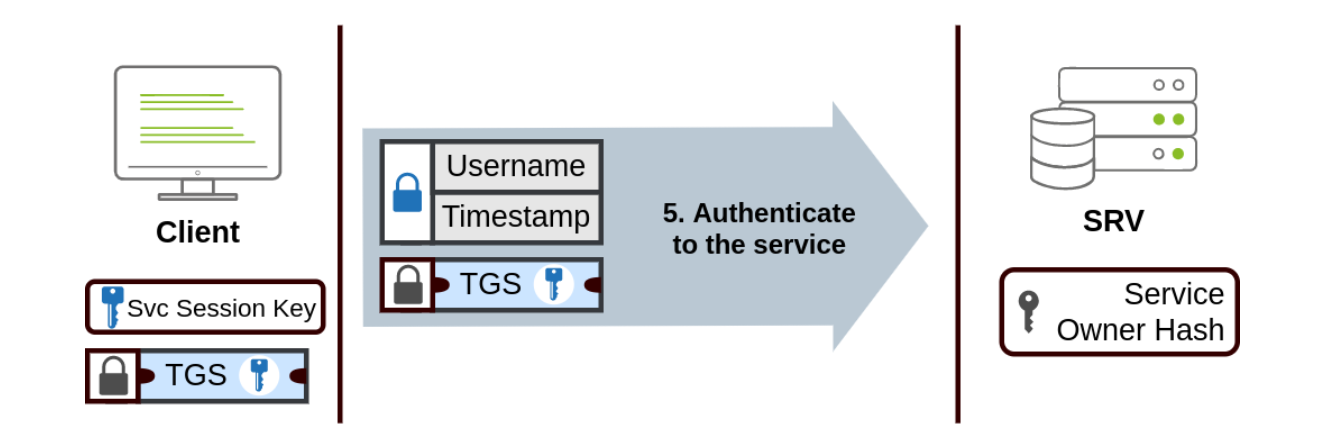 Client
Svc Session Key
TGS
Username
Timestamp
TGS
5. Authenticate
to the service
SRV
Service
Owner Hash